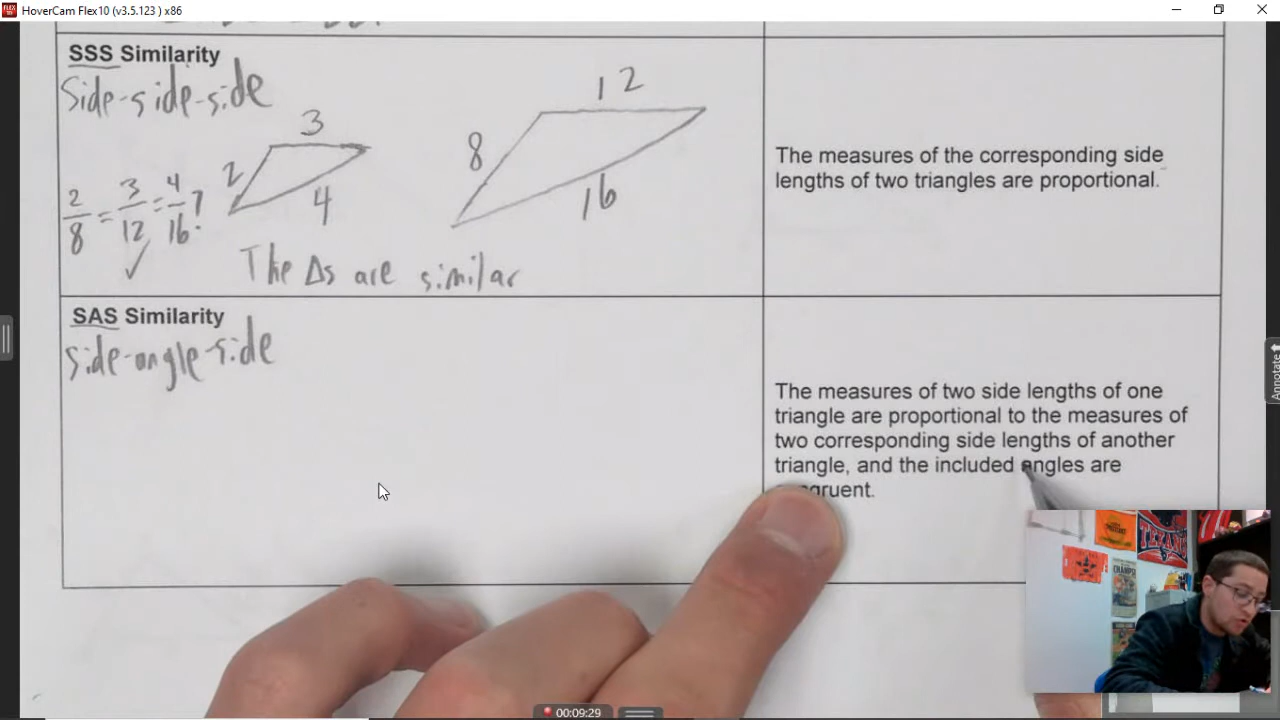 HoverCam Flex10 (v3.5.123) x86
SSS Similarity
Side-side-side
3
2
4
2/8 = 3/12 = 4/16 ?
✓
12
8
16
The Δs are similar
The measures of the corresponding side
lengths of two triangles are proportional.
SAS Similarity
side-angle-side
The measures of two side lengths of one
triangle are proportional to the measures of
two corresponding side lengths of another
triangle, and the included angles are
gruent.
Annotate
TEXANS
00:09:29